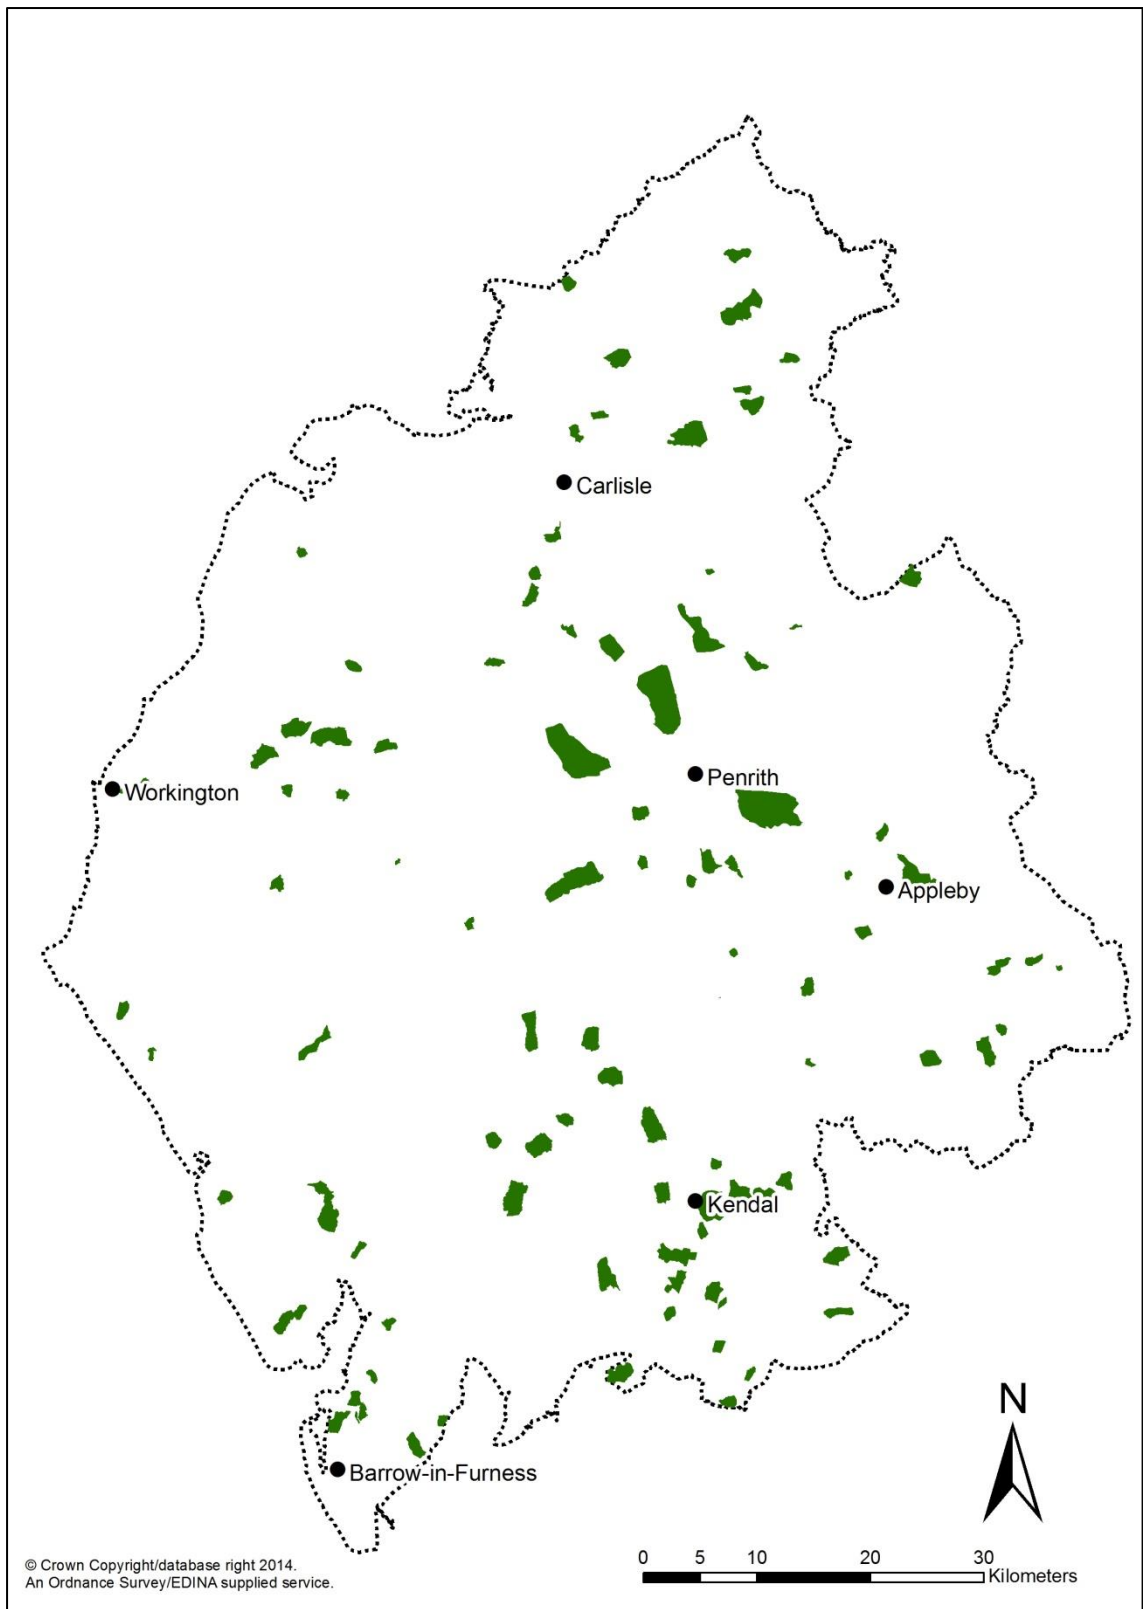 Carlisle
Penrith
Workington
Appleby
Kendal
N
Barrow-in-Furness
0 5 10 20 30
Kilometers
© Crown Copyright/database right 2014.
An Ordnance Survey/EDINA supplied service.